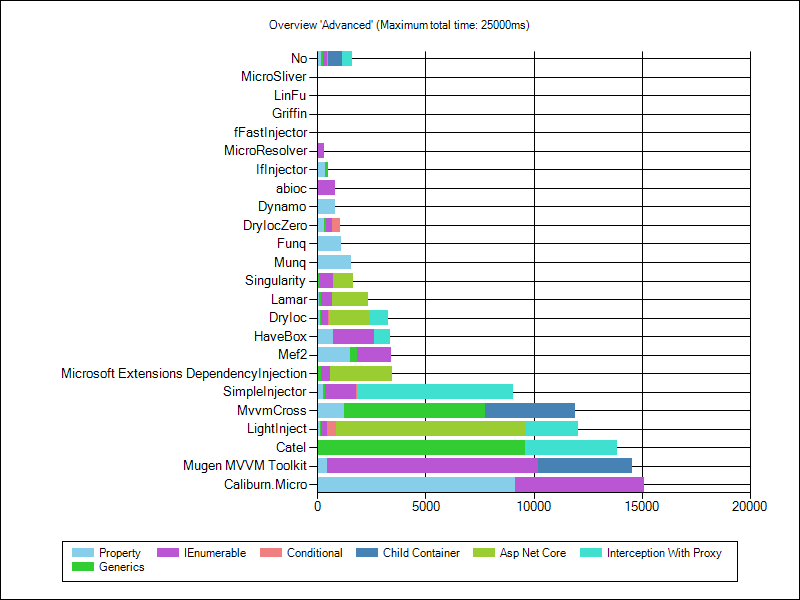 Overview 'Advanced' (Maximum total time: 25000ms)
No
MicroSliver
LinFu
Griffin
fFastInjector
MicroResolver
IfInjector
abioc
Dynamo
DryIocZero
Funq
Munq
Singularity
Lamar
DryIoc
HaveBox
Mef2
Microsoft Extensions DependencyInjection
SimpleInjector
MvvmCross
LightInject
Catel
Mugen MVVM Toolkit
Caliburn.Micro
0 5000 10000 15000 20000
Property IEnumerable Conditional Child Container Asp Net Core Interception With Proxy
Generics